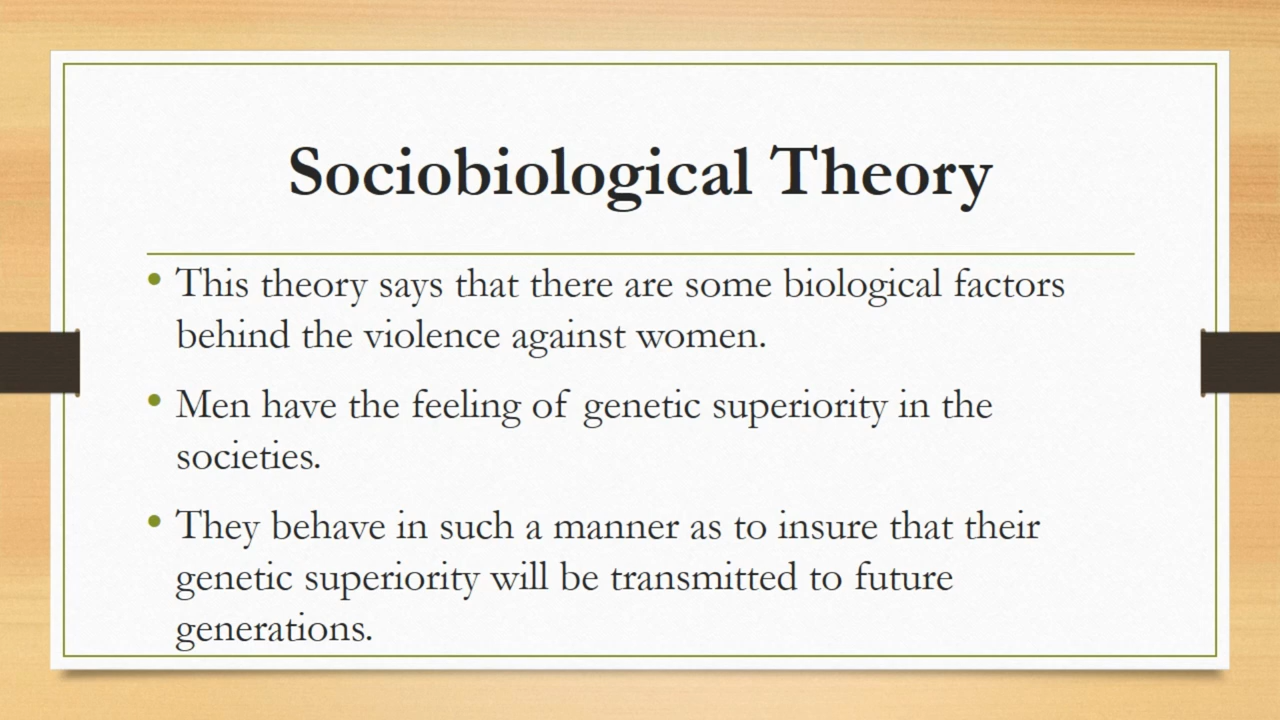 Sociobiological Theory
• This theory says that there are some biological factors
behind the violence against women.
• Men have the feeling of genetic superiority in the
societies.
• They behave in such a manner as to insure that their
genetic superiority will be transmitted to future
generations.